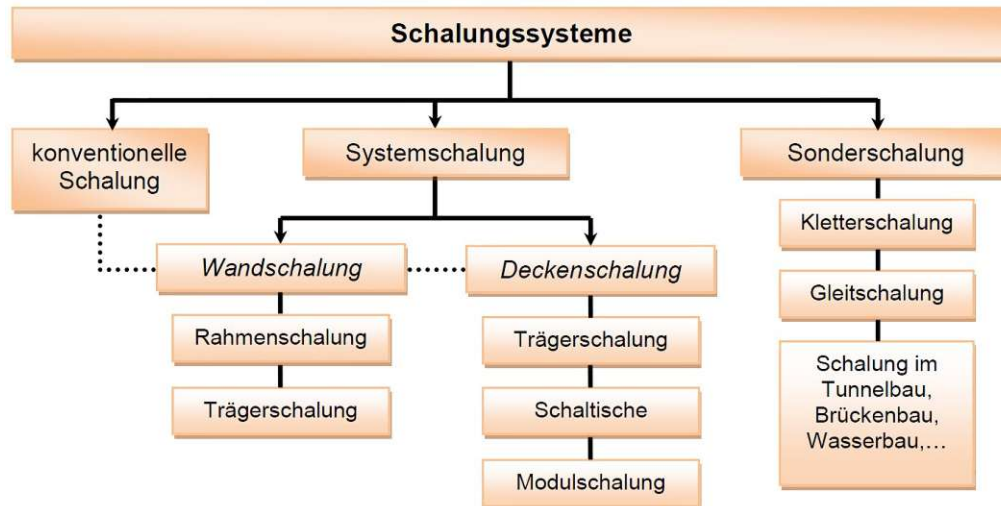 Schalungssysteme
konventionelle
Schalung
Systemschalung
Sonderschalung
Wandschalung
Deckenschalung
Rahmenschalung
Trägerschalung
Trägerschalung
Schaltische
Modulschalung
Kletterschalung
Gleitschalung
Schalung im
Tunnelbau,
Brückenbau,
Wasserbau,...